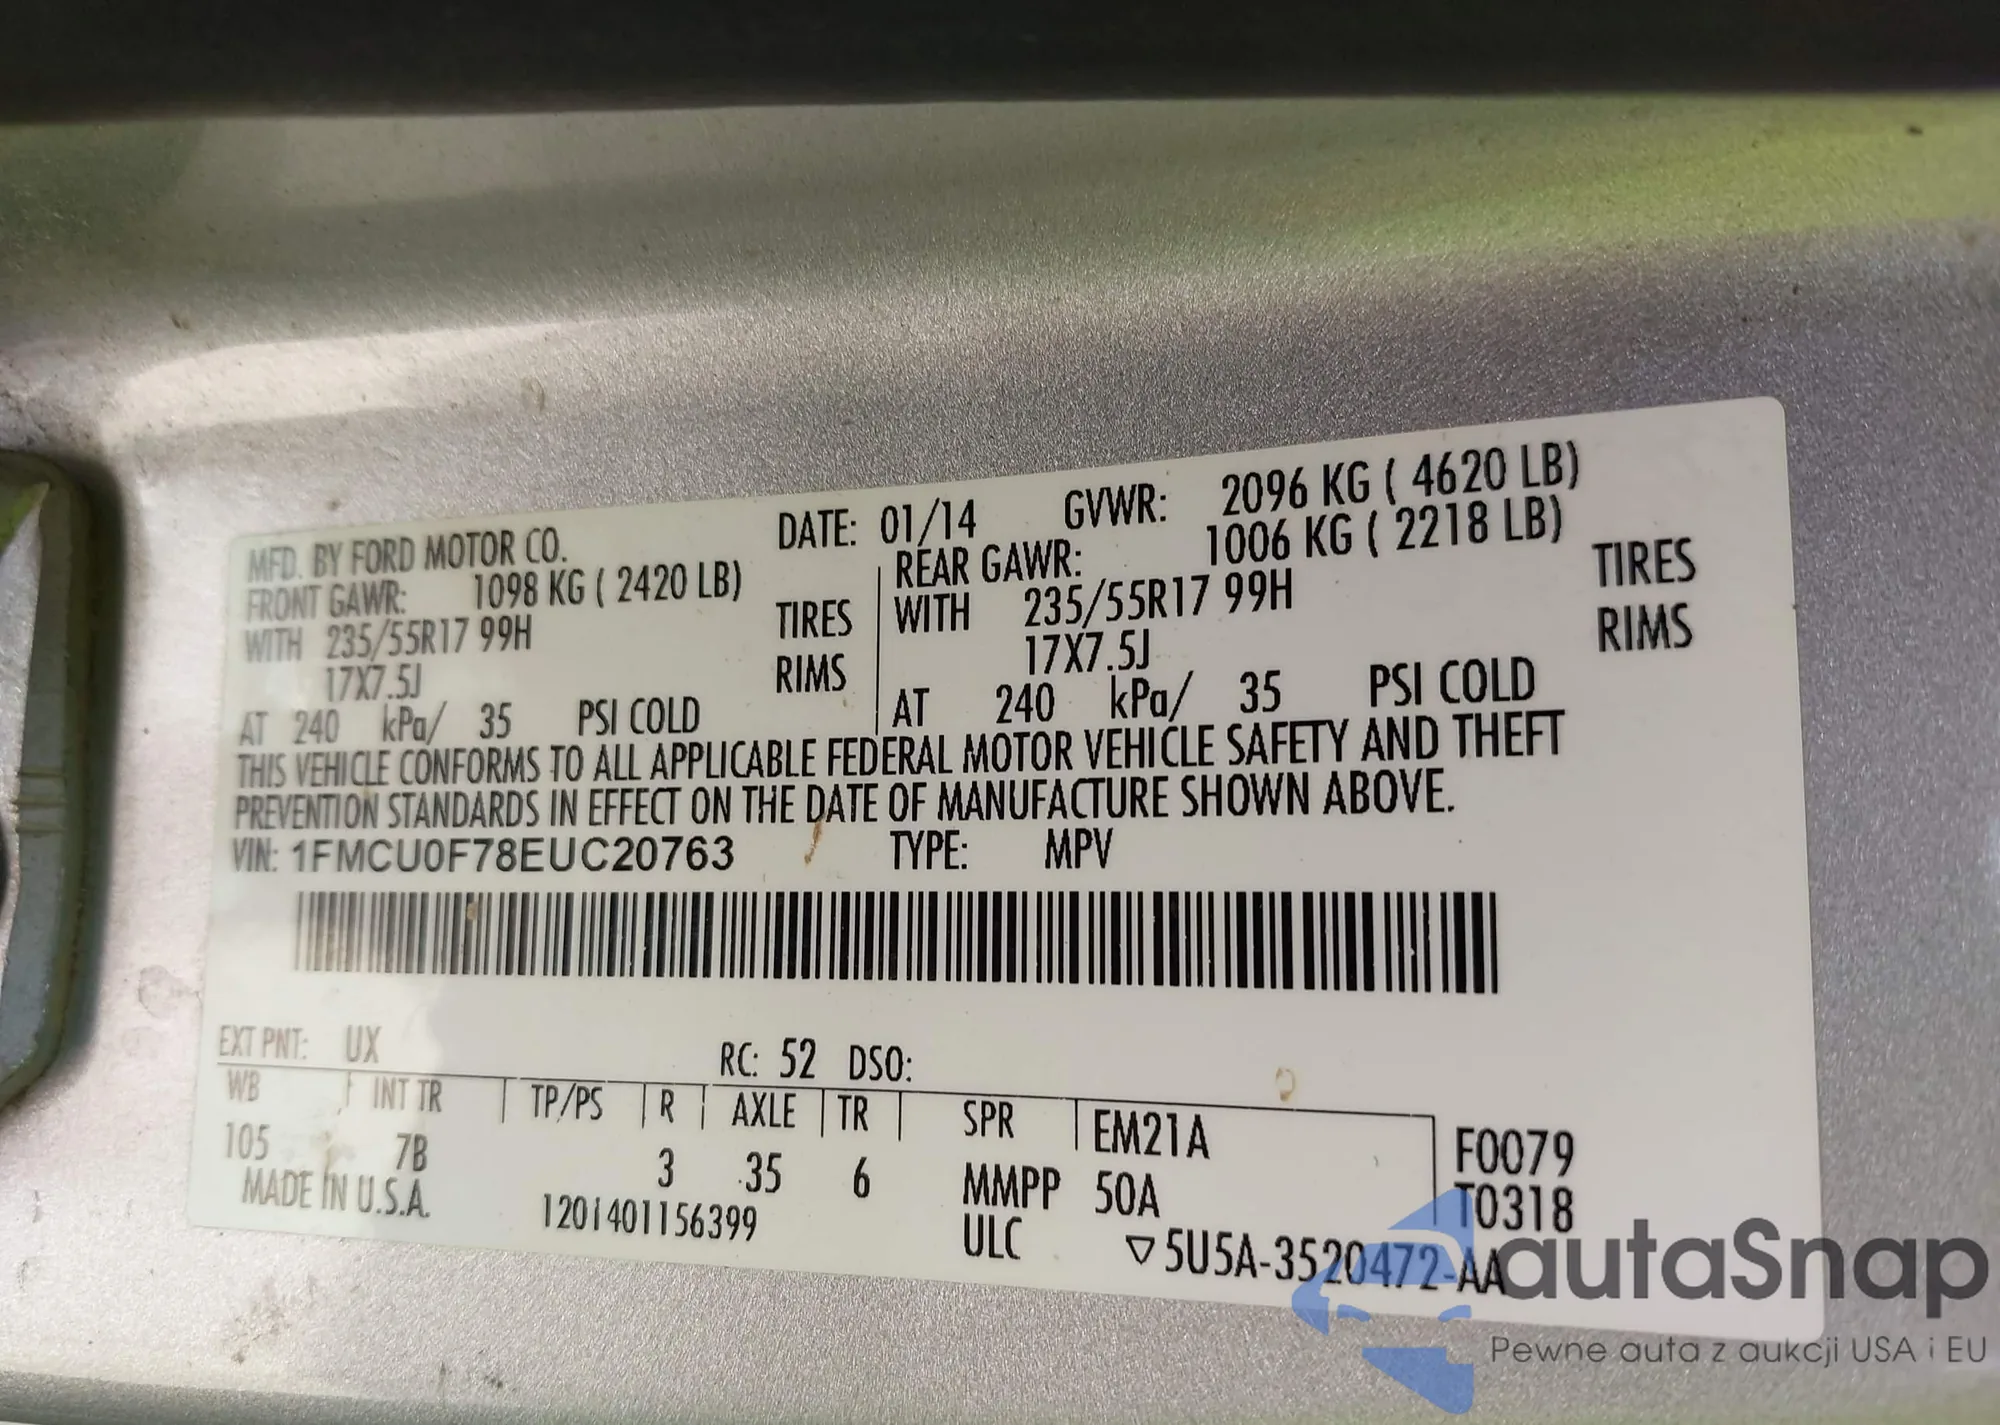 MFD. BY FORD MOTOR CO. DATE: 01/14 GVWR: 2096 KG ( 4620 LB)
FRONT GAWR: 1098 KG ( 2420 LB) REAR GAWR: 1006 KG ( 2218 LB)
WITH 235/55R17 99H TIRES WITH 235/55R17 99H TIRES
17X7.5J RIMS 17X7.5J RIMS
AT 240 kPa/ 35 PSI COLD AT 240 kPa/ 35 PSI COLD
THIS VEHICLE CONFORMS TO ALL APPLICABLE FEDERAL MOTOR VEHICLE SAFETY AND THEFT
PREVENTION STANDARDS IN EFFECT ON THE DATE OF MANUFACTURE SHOWN ABOVE.
VIN: 1FMCU0F78EUC20763 TYPE: MPV
EXT PNT: UX RC: 52 DSO:
WB INT TR TP/PS R AXLE TR SPR EM21A F0079
105 7B 3 35 6 MMPP 50A T0318
MADE IN U.S.A. 1201401156399 ULC ▽5U5A-3520472-AA
autaSnap
Pewne auta z aukcji USA i EU